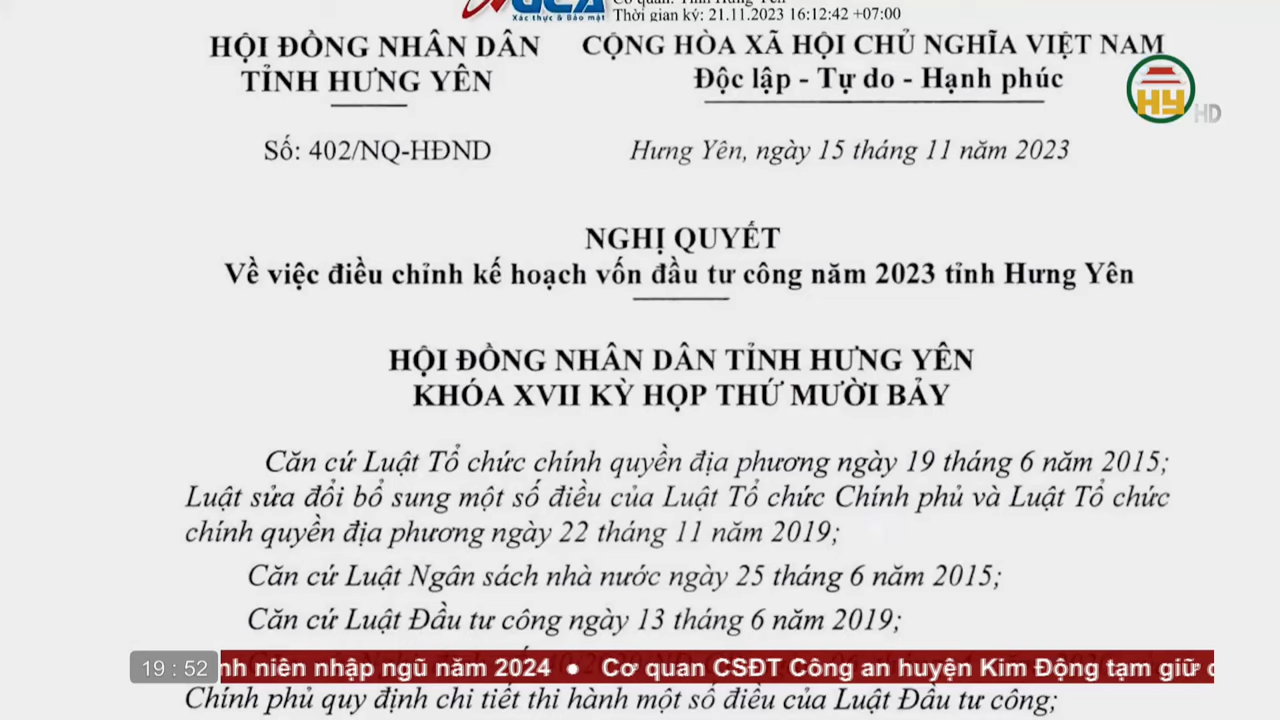 Xác thực & Bảo mật
Thời gian ký: 21.11.2023 16:12:42 +07:00
HỘI ĐỒNG NHÂN DÂN
TỈNH HƯNG YÊN
CỘNG HÒA XÃ HỘI CHỦ NGHĨA VIỆT NAM
Độc lập - Tự do - Hạnh phúc
HY HD
Số: 402/NQ-HĐND
Hưng Yên, ngày 15 tháng 11 năm 2023
NGHỊ QUYẾT
Về việc điều chỉnh kế hoạch vốn đầu tư công năm 2023 tỉnh Hưng Yên
HỘI ĐỒNG NHÂN DÂN TỈNH HƯNG YÊN
KHÓA XVII KỲ HỌP THỨ MƯỜI BẢY
Căn cứ Luật Tổ chức chính quyền địa phương ngày 19 tháng 6 năm 2015;
Luật sửa đổi bổ sung một số điều của Luật Tổ chức Chính phủ và Luật Tổ chức
chính quyền địa phương ngày 22 tháng 11 năm 2019;
Căn cứ Luật Ngân sách nhà nước ngày 25 tháng 6 năm 2015;
Căn cứ Luật Đầu tư công ngày 13 tháng 6 năm 2019;
19 : 52
nh niên nhập ngũ năm 2024 ● Cơ quan CSĐT Công an huyện Kim Động tạm giữ
Chính phủ quy định chi tiết thi hành một số điều của Luật Đầu tư công;